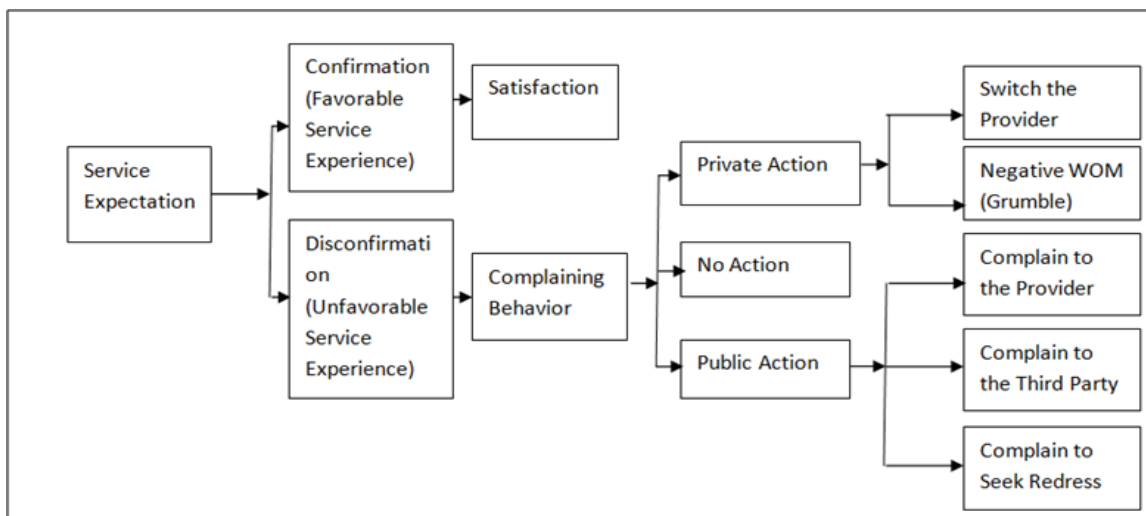 Service
Expectation
Confirmation
(Favorable
Service
Experience)
Satisfaction
Disconfirmati
on
(Unfavorable
Service
Experience)
Complaining
Behavior
Private Action
No Action
Public Action
Switch the
Provider
Negative WOM
(Grumble)
Complain to
the Provider
Complain to
the Third Party
Complain to
Seek Redress